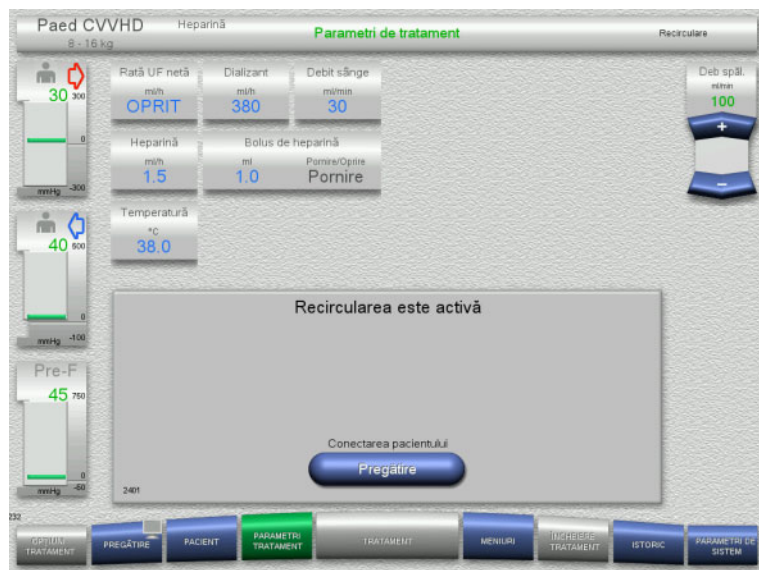 Paed CVVHD Heparină Parametri de tratament Recirculare
8 - 16 kg
30 300
0
mmHg -300
Rată UF netă Dializant Debit sânge
ml/h ml/h ml/min
OPRIT 380 30
Deb spăl.
ml/min
100
+
–
Heparină Bolus de heparină
ml/h ml Pornire/Oprire
1.5 1.0 Pornire
Temperatură
°C
38.0
40 500
0
mmHg -100
Pre-F
45 750
0
mmHg -50
Recircularea este activă
Conectarea pacientului
Pregătire
2401
232
OPŢIUNI TRATAMENT
PREGĂTIRE
PACIENT
PARAMETRI TRATAMENT
TRATAMENT
MENIURI
ÎNCHEIERE TRATAMENT
ISTORIC
PARAMETRI DE SISTEM